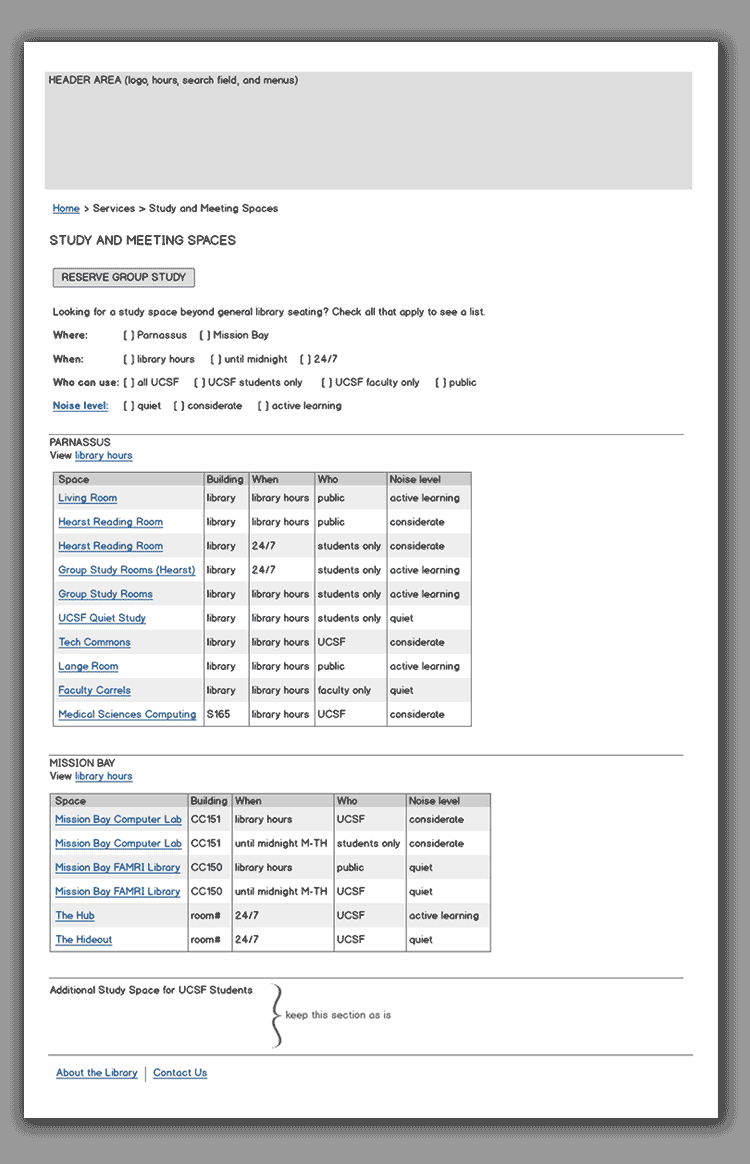 HEADER AREA (logo, hours, search field, and menus)
Home > Services > Study and Meeting Spaces
STUDY AND MEETING SPACES
RESERVE GROUP STUDY
Looking for a study space beyond general library seating? Check all that apply to see a list.
Where: [ ] Parnassus [ ] Mission Bay
When: [ ] library hours [ ] until midnight [ ] 24/7
Who can use: [ ] all UCSF [ ] UCSF students only [ ] UCSF faculty only [ ] public
Noise level: [ ] quiet [ ] considerate [ ] active learning
PARNASSUS
View library hours
Space Building When Who Noise level
Living Room library library hours public active learning
Hearst Reading Room library library hours public considerate
Hearst Reading Room library 24/7 students only considerate
Group Study Rooms (Hearst) library 24/7 students only active learning
Group Study Rooms library library hours students only active learning
UCSF Quiet Study library library hours students only quiet
Tech Commons library library hours UCSF considerate
Lange Room library library hours public active learning
Faculty Carrels library library hours faculty only quiet
Medical Sciences Computing S165 library hours UCSF considerate
MISSION BAY
View library hours
Space Building When Who Noise level
Mission Bay Computer Lab CC151 library hours UCSF considerate
Mission Bay Computer Lab CC151 until midnight M-TH students only considerate
Mission Bay FAMRI Library CC150 library hours public quiet
Mission Bay FAMRI Library CC150 until midnight M-TH UCSF quiet
The Hub room# 24/7 UCSF active learning
The Hideout room# 24/7 UCSF quiet
Additional Study Space for UCSF Students
keep this section as is
About the Library | Contact Us